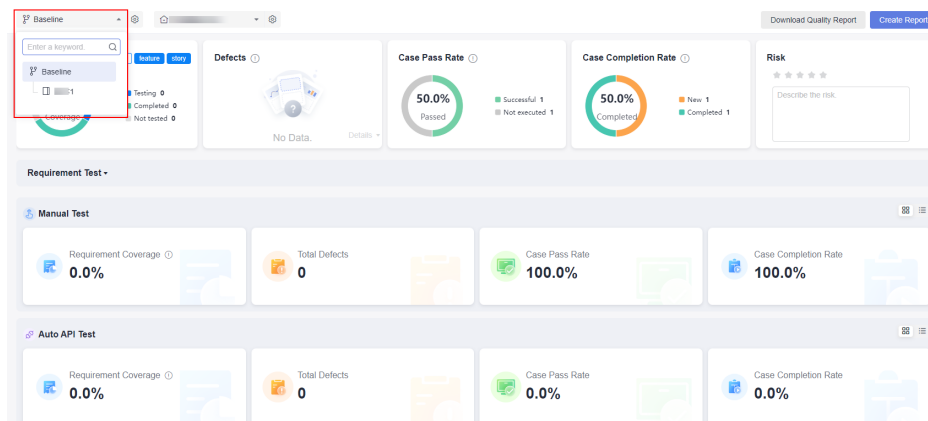 Baseline
Download Quality Report
Create Report
Enter a keyword.
Baseline
1
feature story
Testing 0
Completed 0
Not tested 0
Coverage
Defects
No Data.
Details
Case Pass Rate
50.0%
Passed
Successful 1
Not executed 1
Case Completion Rate
50.0%
Completed
New 1
Completed 1
Risk
Describe the risk.
Requirement Test
Manual Test
Requirement Coverage
0.0%
Total Defects
0
Case Pass Rate
100.0%
Case Completion Rate
100.0%
Auto API Test
Requirement Coverage
0.0%
Total Defects
0
Case Pass Rate
0.0%
Case Completion Rate
0.0%